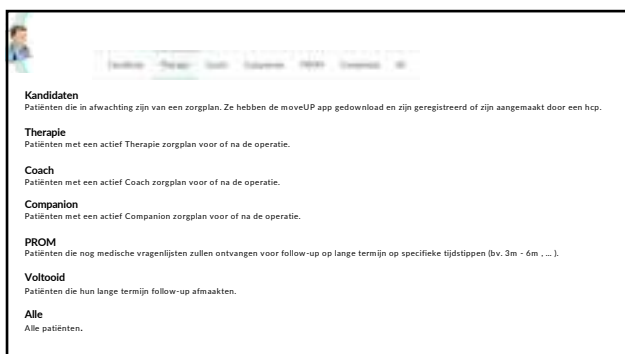 Kandidaten
Patiënten die in afwachting zijn van een zorgplan. Ze hebben de moveUP app gedownload en zijn geregistreerd of zijn aangemaakt door een hcp.
Therapie
Patiënten met een actief Therapie zorgplan voor of na de operatie.
Coach
Patiënten met een actief Coach zorgplan voor of na de operatie.
Companion
Patiënten met een actief Companion zorgplan voor of na de operatie.
PROM
Patiënten die nog medische vragenlijsten zullen ontvangen voor follow-up op lange termijn op specifieke tijdstippen (bv. 3m - 6m , ... ).
Voltooid
Patiënten die hun lange termijn follow-up afmaakten.
Alle
Alle patiënten.